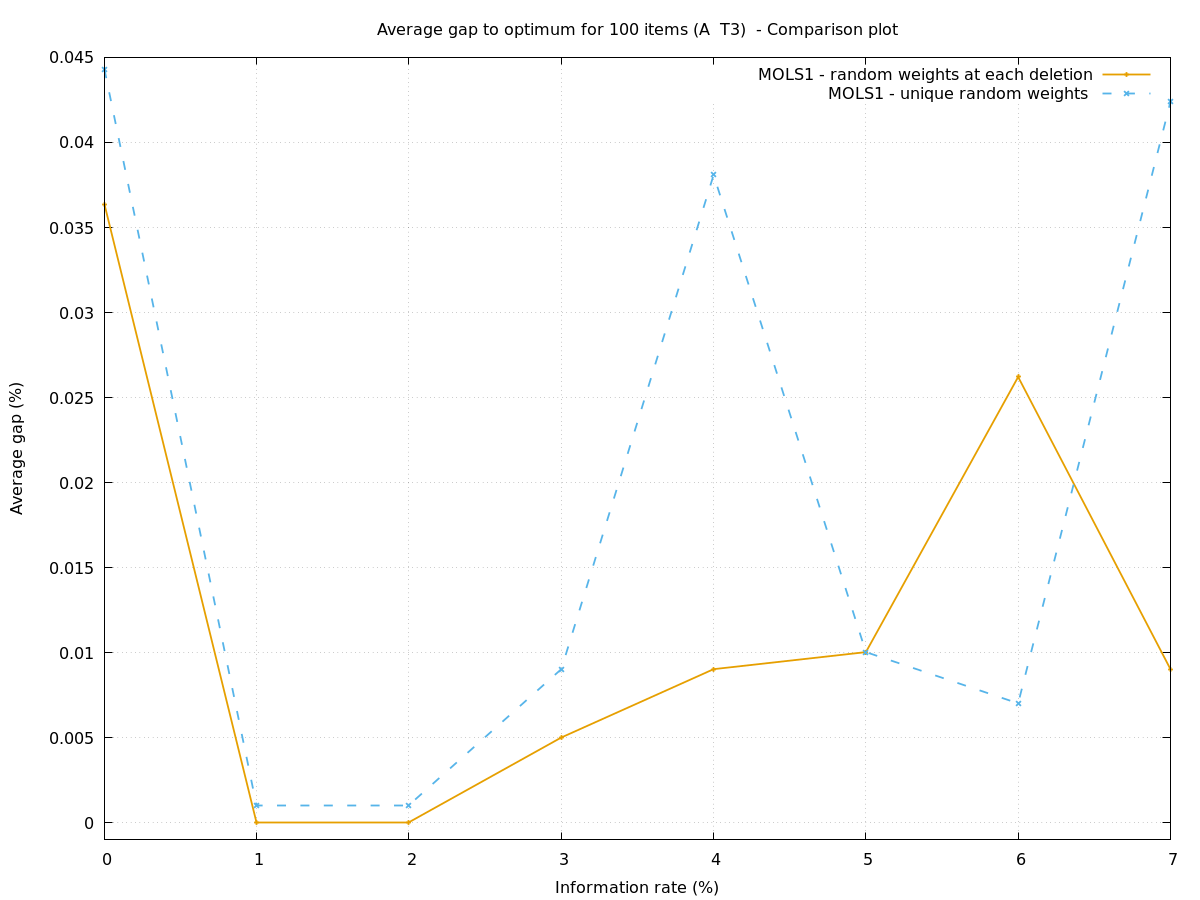 Average gap to optimum for 100 items (A  T3)  - Comparison plot
MOLS1 - random weights at each deletion
MOLS1 - unique random weights
0.045
0.04
0.035
0.03
0.025
0.02
0.015
0.01
0.005
0
Average gap (%)
0 1 2 3 4 5 6 7
Information rate (%)